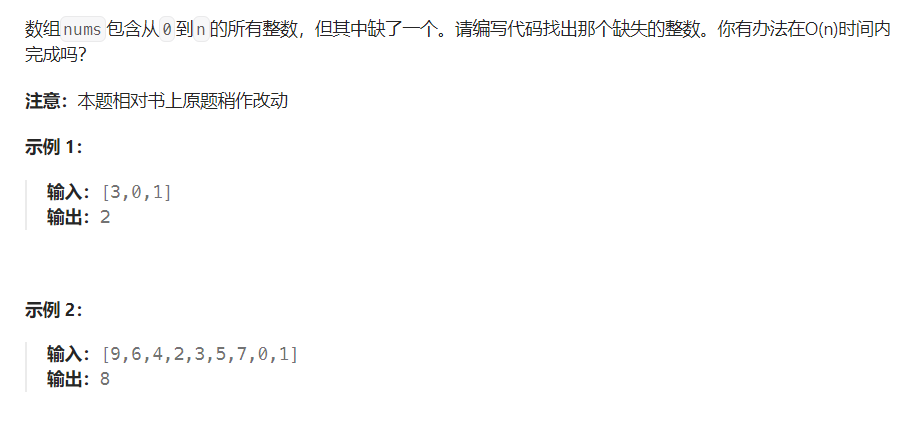 数组nums包含从0到n的所有整数，但其中缺了一个。请编写代码找出那个缺失的整数。你有办法在O(n)时间内
完成吗？
注意：本题相对书上原题稍作改动
示例 1：
输入：[3,0,1]
输出：2
示例 2：
输入：[9,6,4,2,3,5,7,0,1]
输出：8